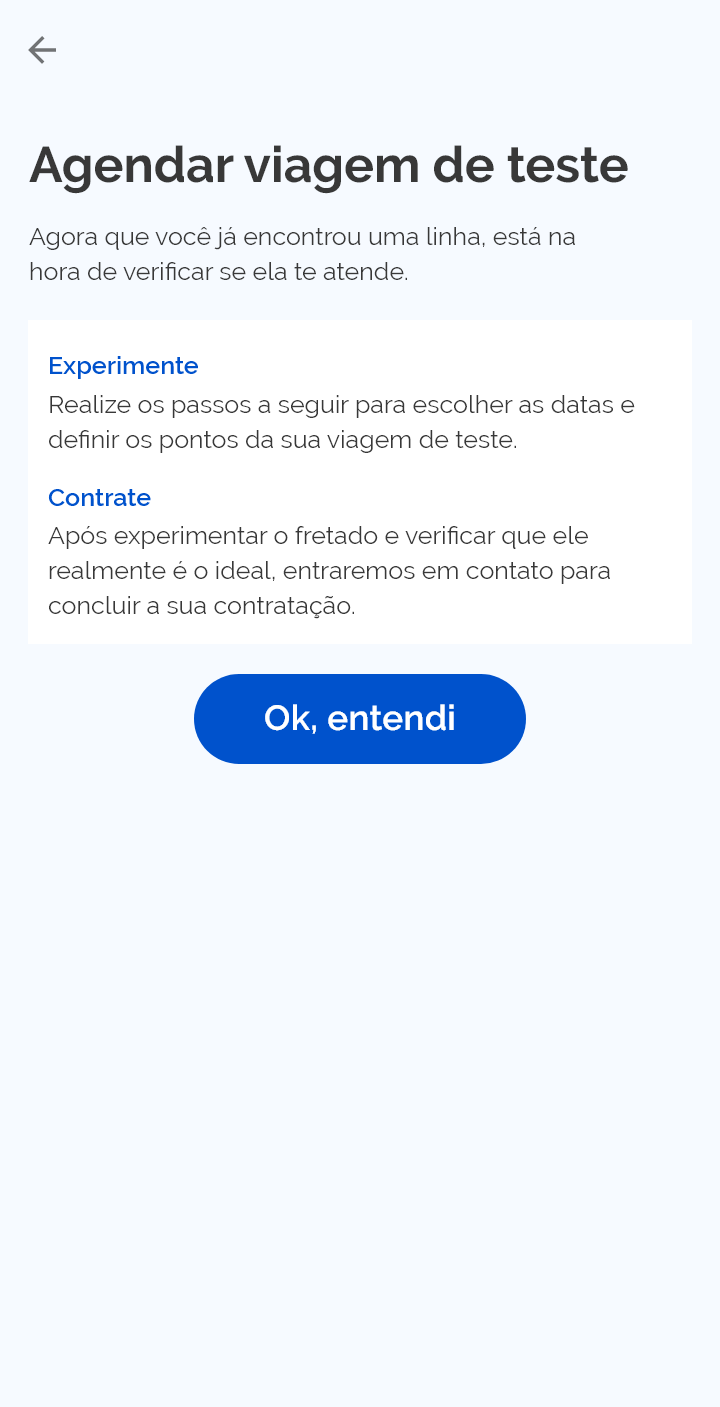 Agendar viagem de teste
Agora que você já encontrou uma linha, está na
hora de verificar se ela te atende.
Experimente
Realize os passos a seguir para escolher as datas e
definir os pontos da sua viagem de teste.
Contrate
Após experimentar o fretado e verificar que ele
realmente é o ideal, entraremos em contato para
concluir a sua contratação.
Ok, entendi